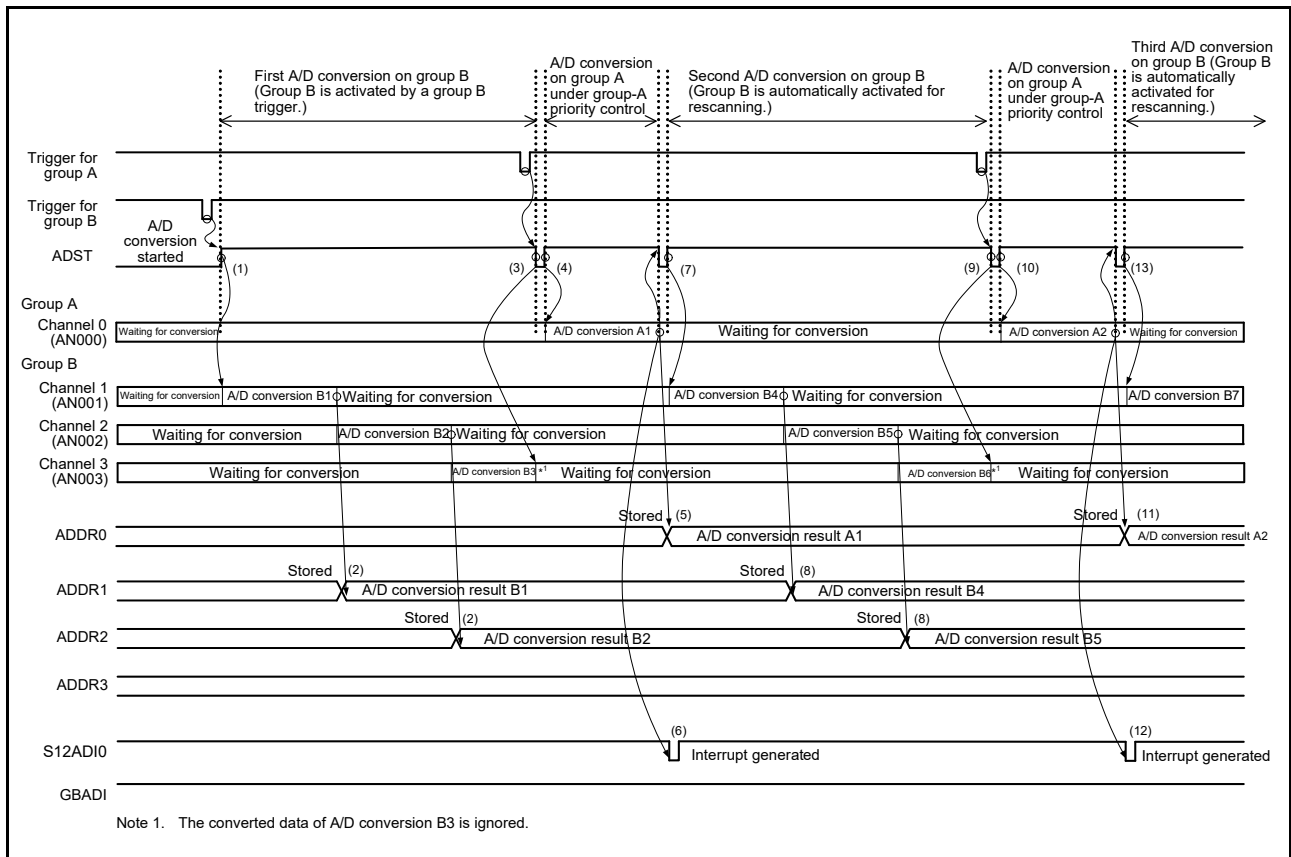 First A/D conversion on group B
(Group B is activated by a group B
trigger.)
A/D conversion
on group A
under group-A
priority control
Second A/D conversion on group B
(Group B is automatically activated for
rescanning.)
A/D conversion
on group A
under group-A
priority control
Third A/D conversion
on group B (Group B
is automatically
activated for
rescanning.)
Trigger for
group A
Trigger for
group B
A/D
conversion
started
ADST
(1)
(3)
(4)
(7)
(9)
(10)
(13)
Group A
Channel 0
(AN000)
Waiting for conversion
A/D conversion A1
Waiting for conversion
A/D conversion A2
Waiting for conversion
Group B
Channel 1
(AN001)
Waiting for conversion
A/D conversion B1
Waiting for conversion
A/D conversion B4
Waiting for conversion
A/D conversion B7
Channel 2
(AN002)
Waiting for conversion
A/D conversion B2
Waiting for conversion
A/D conversion B5
Waiting for conversion
Channel 3
(AN003)
Waiting for conversion
A/D conversion B3 *1
Waiting for conversion
A/D conversion B6*1
Waiting for conversion
ADDR0
Stored
(5)
A/D conversion result A1
Stored
(11)
A/D conversion result A2
ADDR1
Stored
(2)
A/D conversion result B1
Stored
(8)
A/D conversion result B4
ADDR2
Stored
(2)
A/D conversion result B2
Stored
(8)
A/D conversion result B5
ADDR3
S12ADI0
(6)
Interrupt generated
(12)
Interrupt generated
GBADI
Note 1. The converted data of A/D conversion B3 is ignored.